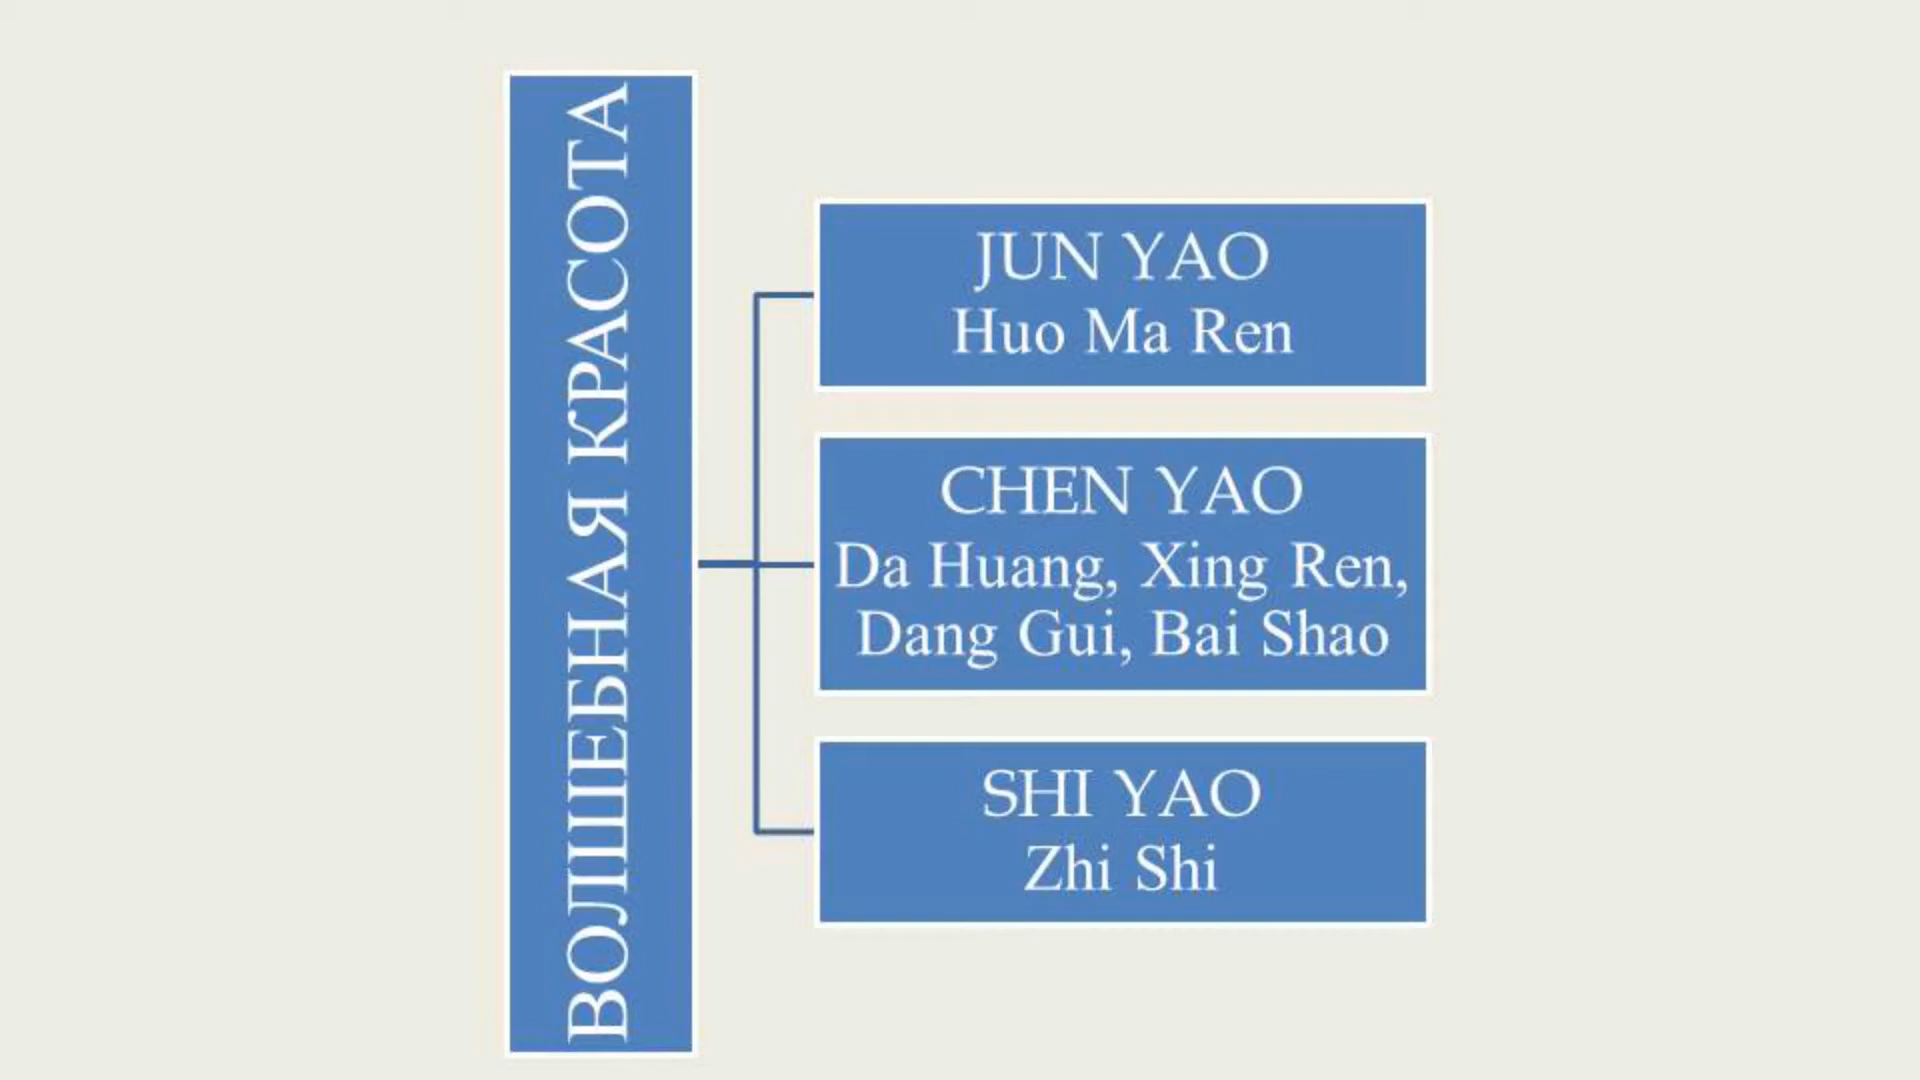 ВОЛШЕБНАЯ КРАСОТА
JUN YAO
Huo Ma Ren
CHEN YAO
Da Huang, Xing Ren,
Dang Gui, Bai Shao
SHI YAO
Zhi Shi